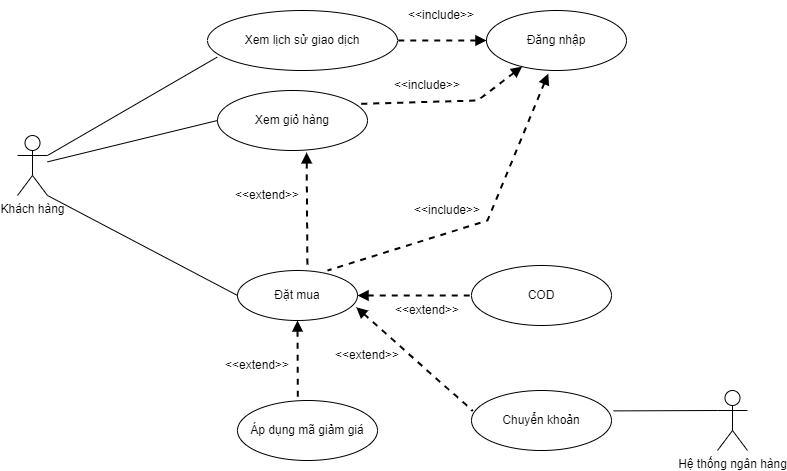 <<include>>
Xem lịch sử giao dịch
Đăng nhập
<<include>>
Xem giỏ hàng
<<extend>>
Khách hàng
<<include>>
Đặt mua
COD
<<extend>>
<<extend>>
<<extend>>
Áp dụng mã giảm giá
Chuyển khoản
Hệ thống ngân hàng